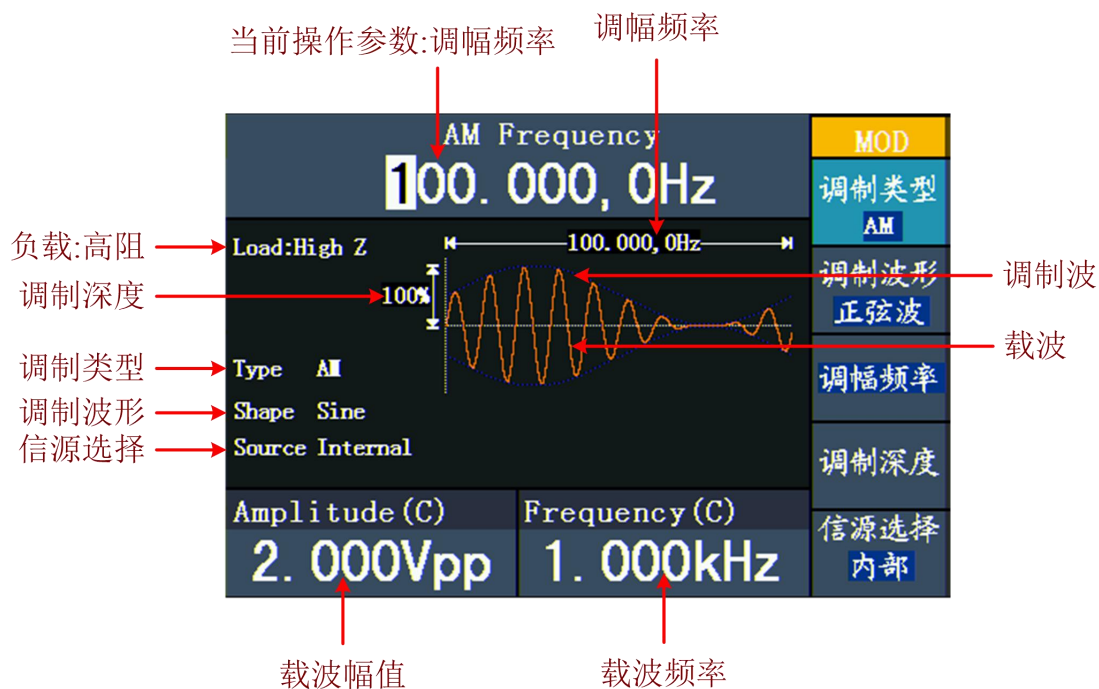 当前操作参数:调幅频率
调幅频率
AM Frequency
100.000,0Hz
MOD
调制类型
AM
调制波形
正弦波
调幅频率
调制深度
信源选择
内部
负载:高阻
Load:High Z
100.000,0Hz
调制深度
100%
调制波
载波
调制类型
Type AM
调制波形
Shape Sine
信源选择
Source Internal
Amplitude(C)
2.000Vpp
Frequency(C)
1.000kHz
载波幅值
载波频率